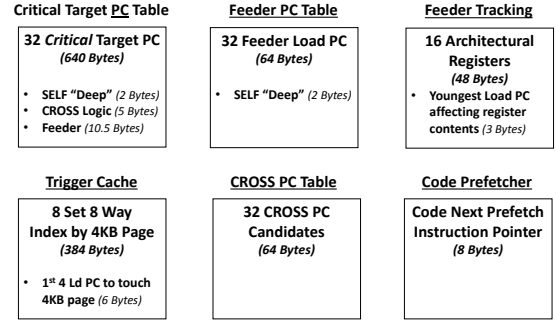 Critical Target PC Table
32 Critical Target PC
(640 Bytes)
• SELF “Deep” (2 Bytes)
• CROSS Logic (5 Bytes)
• Feeder (10.5 Bytes)
Feeder PC Table
32 Feeder Load PC
(64 Bytes)
• SELF “Deep” (2 Bytes)
Feeder Tracking
16 Architectural
Registers
(48 Bytes)
• Youngest Load PC
affecting register
contents (3 Bytes)
Trigger Cache
8 Set 8 Way
Index by 4KB Page
(384 Bytes)
• 1st 4 Ld PC to touch
4KB page (6 Bytes)
CROSS PC Table
32 CROSS PC
Candidates
(64 Bytes)
Code Prefetcher
Code Next Prefetch
Instruction Pointer
(8 Bytes)